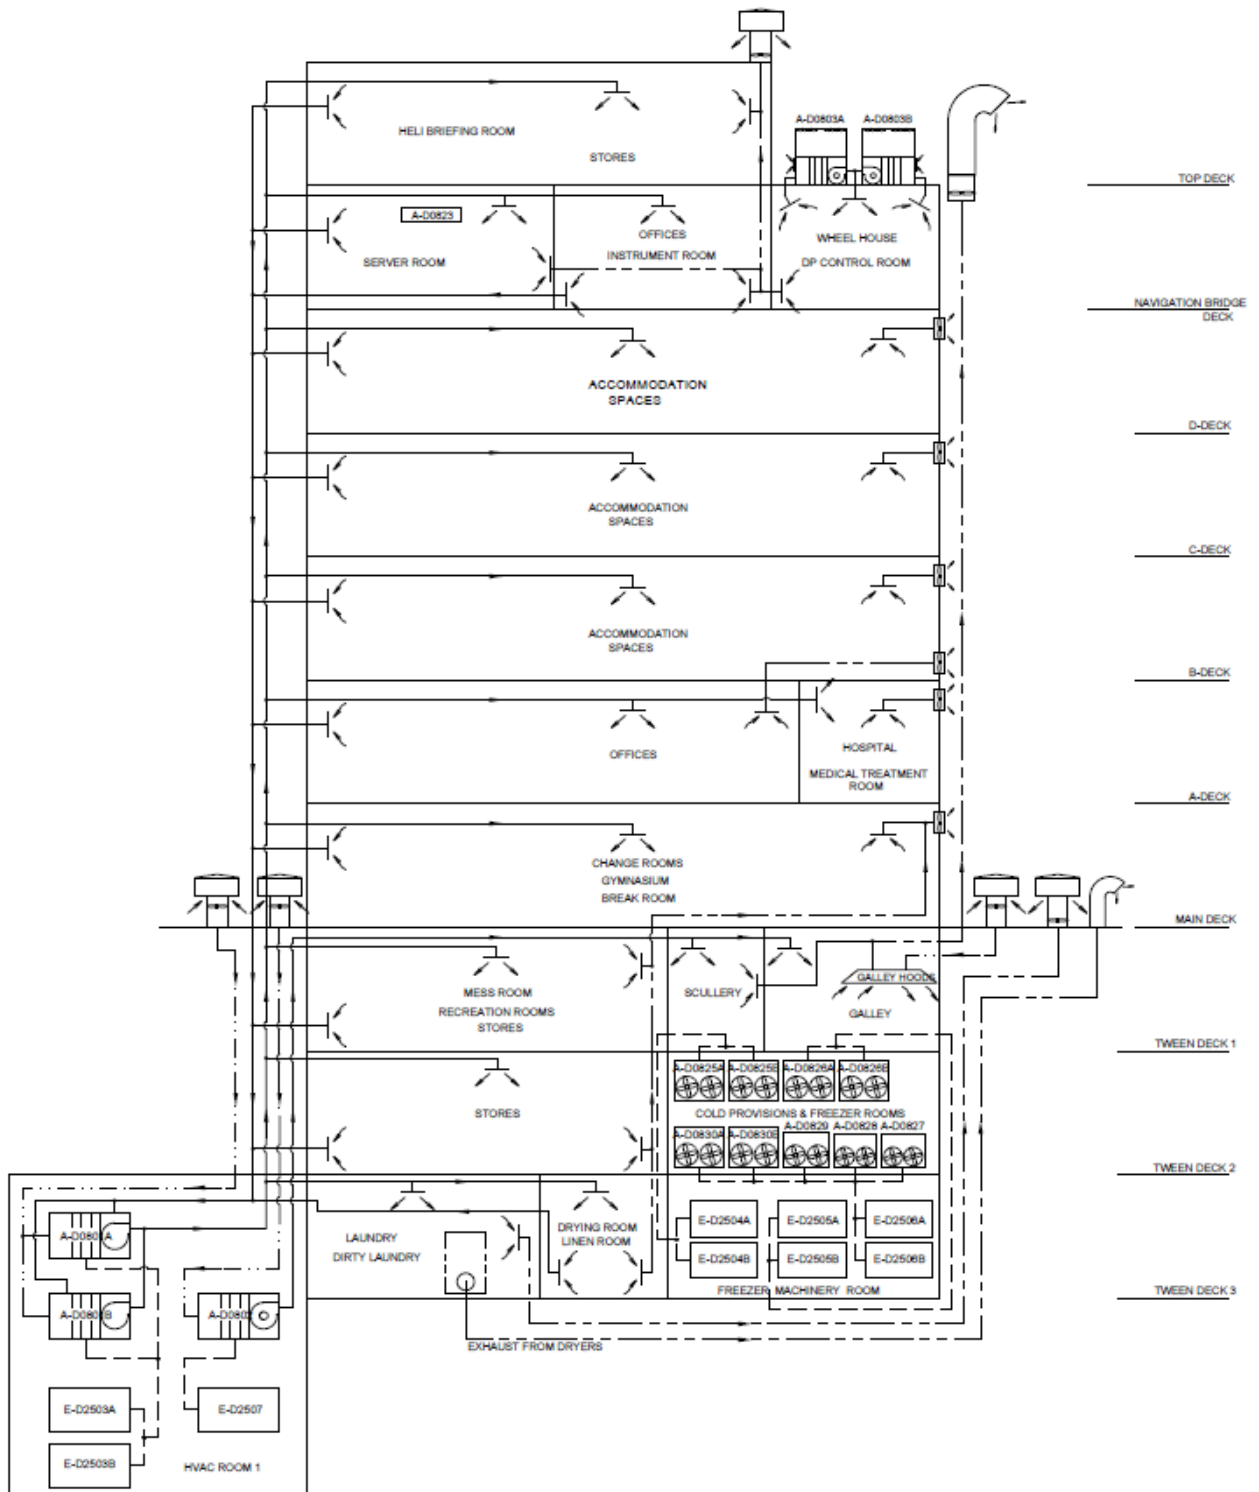 A-D0803A A-D0803B
HELI BRIEFING ROOM
STORES
TOP DECK
A-D0823
OFFICES
INSTRUMENT ROOM
WHEEL HOUSE
DP CONTROL ROOM
SERVER ROOM
NAVIGATION BRIDGE
DECK
ACCOMMODATION
SPACES
D-DECK
ACCOMMODATION
SPACES
C-DECK
ACCOMMODATION
SPACES
B-DECK
OFFICES
HOSPITAL
MEDICAL TREATMENT
ROOM
A-DECK
CHANGE ROOMS
GYMNASIUM
BREAK ROOM
MAIN DECK
MESS ROOM
RECREATION ROOMS
STORES
SCULLERY
GALLEY HOODS
GALLEY
TWEEN DECK 1
A-D0825A A-D0825B A-D0826A A-D0826B
STORES
COLD PROVISIONS & FREEZER ROOMS
A-D0830A A-D0830B A-D0829 A-D0828 A-D0827
TWEEN DECK 2
LAUNDRY
DIRTY LAUNDRY
DRYING ROOM
LINEN ROOM
E-D2504A E-D2505A E-D2506A
E-D2504B E-D2505B E-D2506B
FREEZER MACHINERY ROOM
TWEEN DECK 3
EXHAUST FROM DRYERS
E-D2503A E-D2507
E-D2503B
HVAC ROOM 1